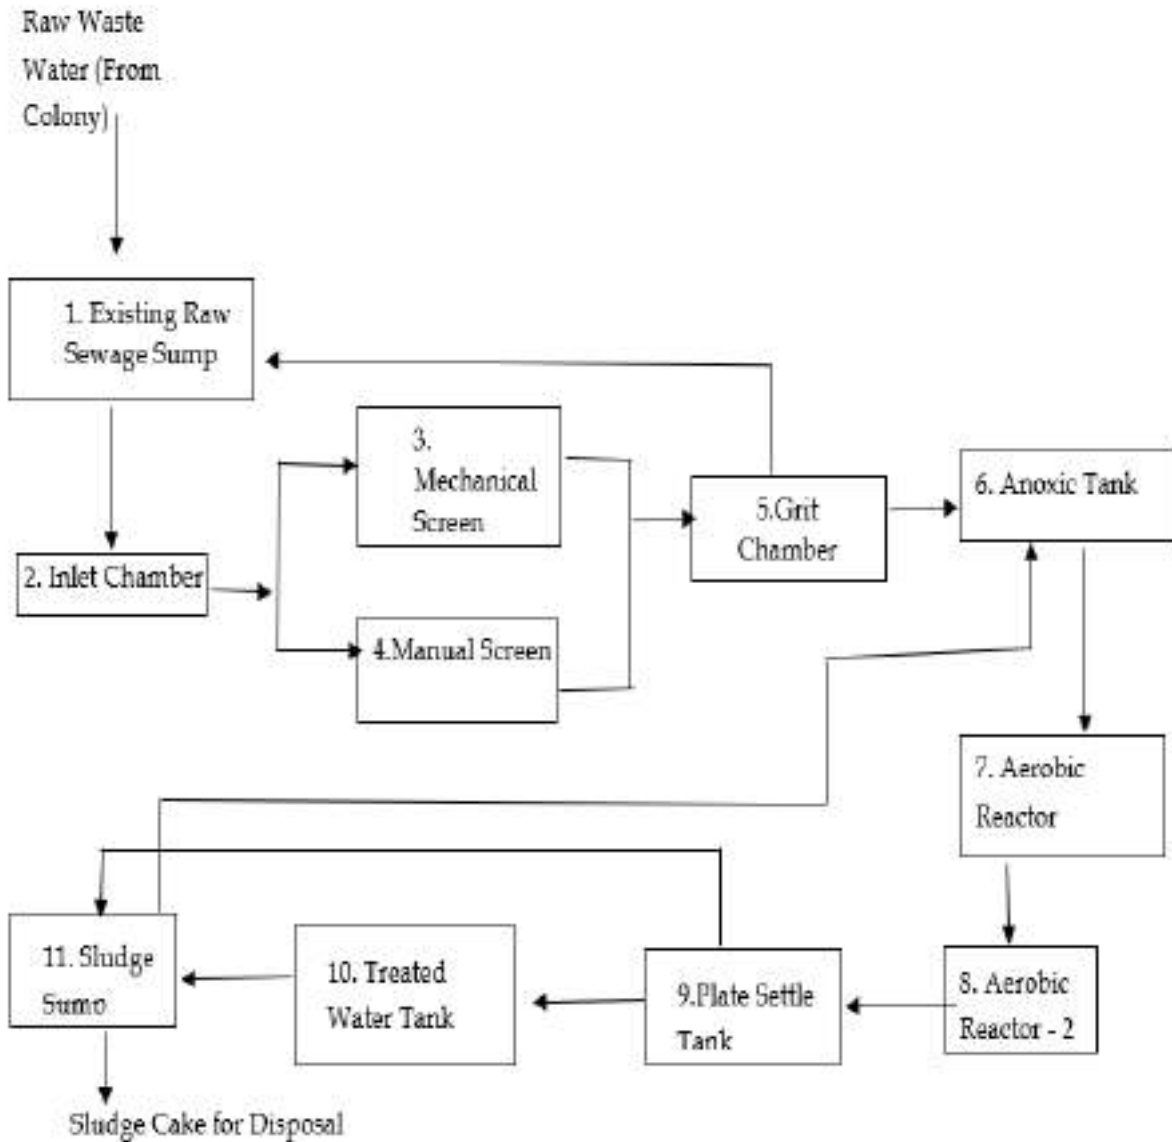 Raw Waste
Water (From
Colony)
1. Existing Raw
Sewage Sump
3.
Mechanical
Screen
6. Anoxic Tank
5.Grit
Chamber
2. Inlet Chamber
4.Manual Screen
7. Aerobic
Reactor
11. Sludge
Sumo
10. Treated
Water Tank
9.Plate Settle
Tank
8. Aerobic
Reactor - 2
Sludge Cake for Disposal